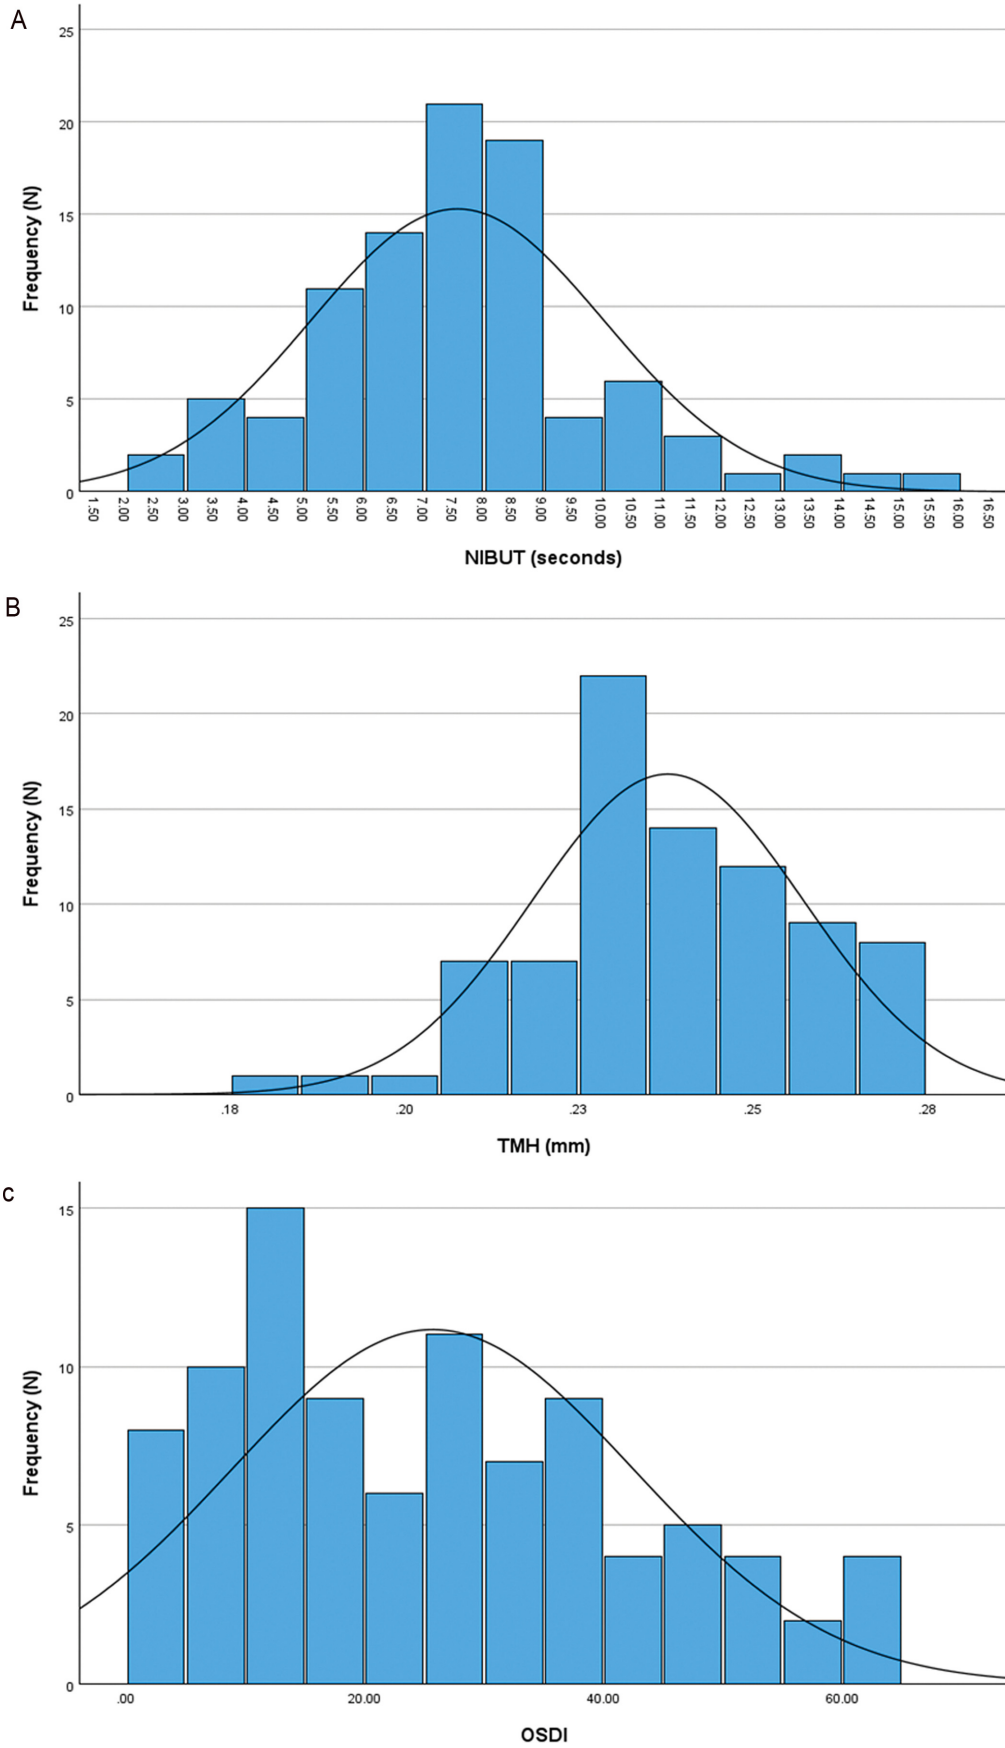 A
25
20
15
10
5
0
Frequency (N)
1.50 2.00 2.50 3.00 3.50 4.00 4.50 5.00 5.50 6.00 6.50 7.00 7.50 8.00 8.50 9.00 9.50 10.00 10.50 11.00 11.50 12.00 12.50 13.00 13.50 14.00 14.50 15.00 15.50 16.00 16.50
NIBUT (seconds)
B
25
20
15
10
5
0
Frequency (N)
.18 .20 .23 .25 .28
TMH (mm)
c
15
10
5
0
Frequency (N)
.00 20.00 40.00 60.00
OSDI